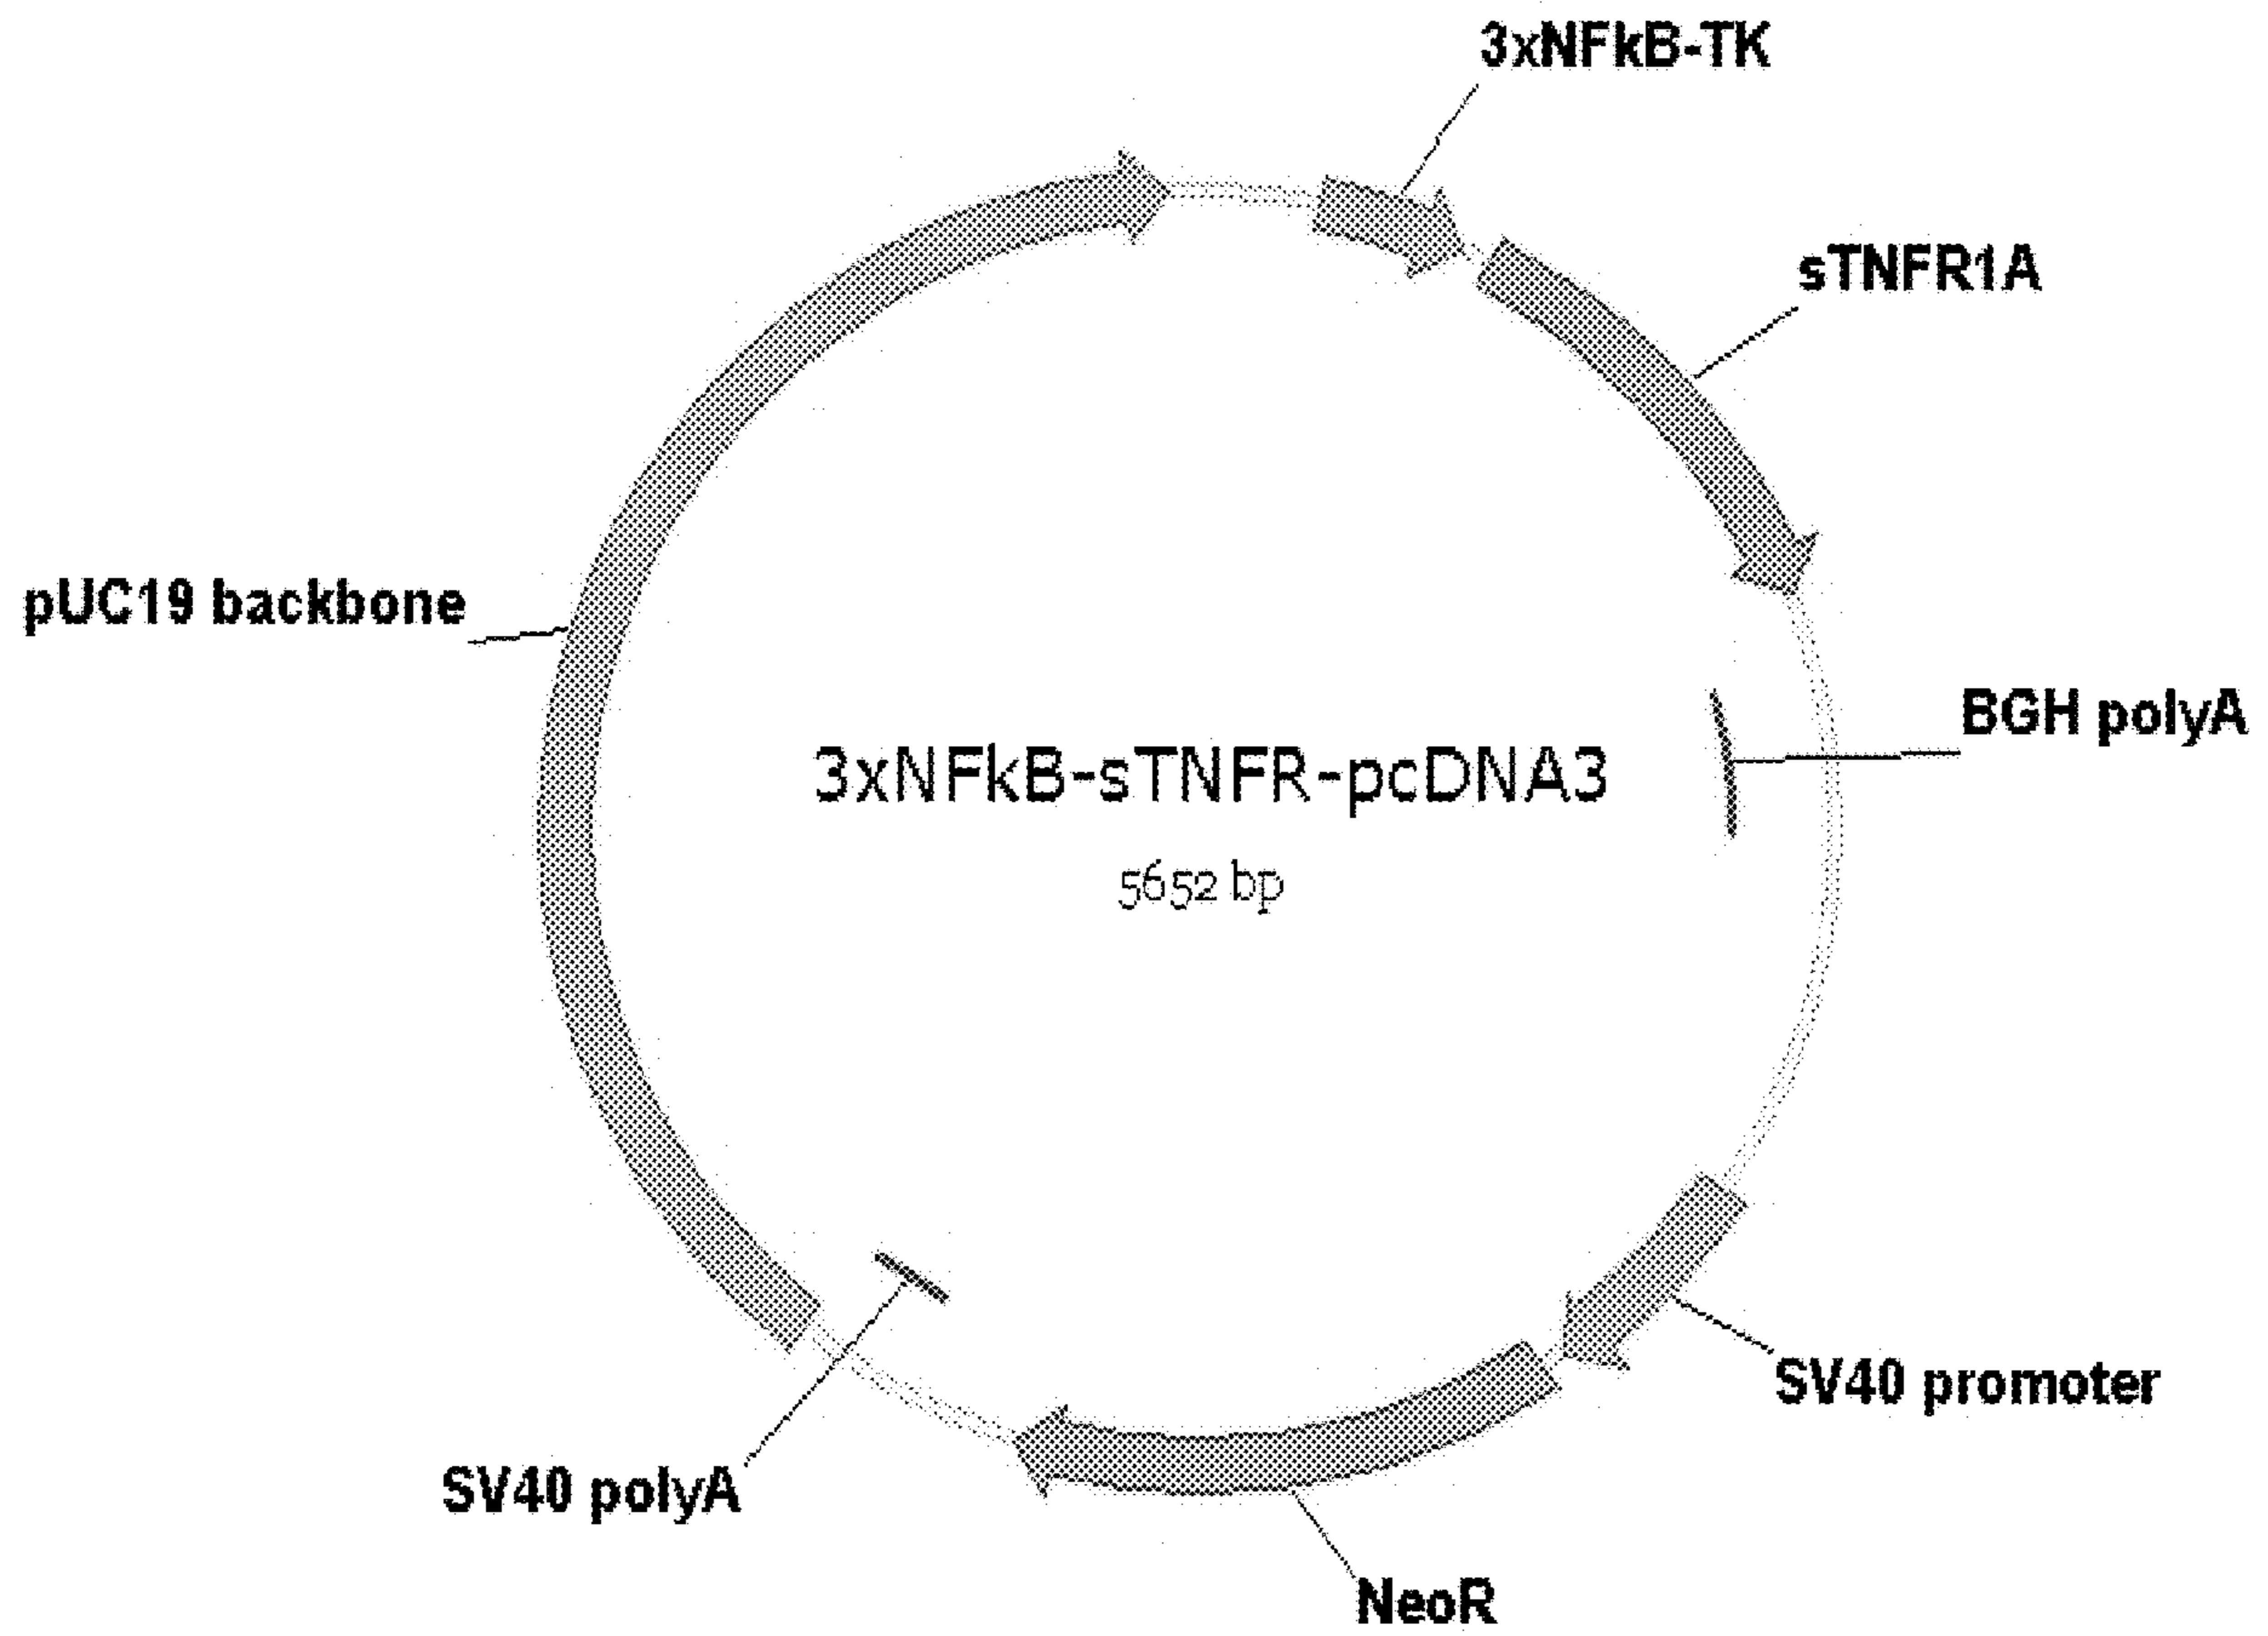 3xNFkB-TK
sTNFR1A
pUC19 backbone
BGH polyA
3xNFkB-sTNFR-pcDNA3
5652 bp
SV40 promoter
SV40 polyA
NeoR